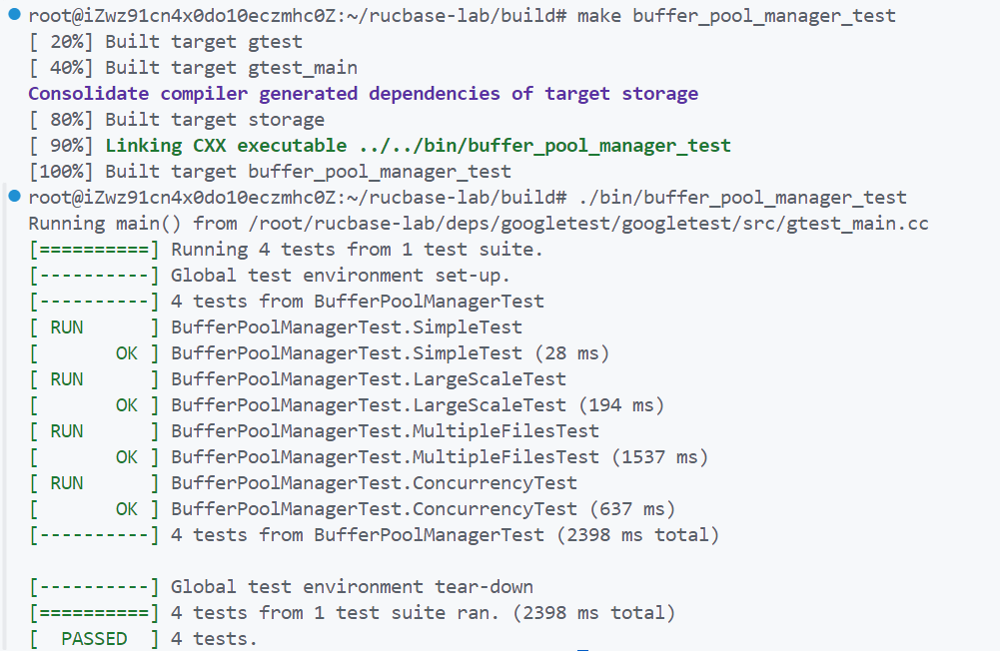 root@iZwz91cn4x0do10eczmhc0Z:~/rucbase-lab/build# make buffer_pool_manager_test
[ 20%] Built target gtest
[ 40%] Built target gtest_main
Consolidate compiler generated dependencies of target storage
[ 80%] Built target storage
[ 90%] Linking CXX executable ../../bin/buffer_pool_manager_test
[100%] Built target buffer_pool_manager_test
root@iZwz91cn4x0do10eczmhc0Z:~/rucbase-lab/build# ./bin/buffer_pool_manager_test
Running main() from /root/rucbase-lab/deps/googletest/googletest/src/gtest_main.cc
[==========] Running 4 tests from 1 test suite.
[----------] Global test environment set-up.
[----------] 4 tests from BufferPoolManagerTest
[ RUN      ] BufferPoolManagerTest.SimpleTest
[       OK ] BufferPoolManagerTest.SimpleTest (28 ms)
[ RUN      ] BufferPoolManagerTest.LargeScaleTest
[       OK ] BufferPoolManagerTest.LargeScaleTest (194 ms)
[ RUN      ] BufferPoolManagerTest.MultipleFilesTest
[       OK ] BufferPoolManagerTest.MultipleFilesTest (1537 ms)
[ RUN      ] BufferPoolManagerTest.ConcurrencyTest
[       OK ] BufferPoolManagerTest.ConcurrencyTest (637 ms)
[----------] 4 tests from BufferPoolManagerTest (2398 ms total)
[----------] Global test environment tear-down
[==========] 4 tests from 1 test suite ran. (2398 ms total)
[  PASSED  ] 4 tests.